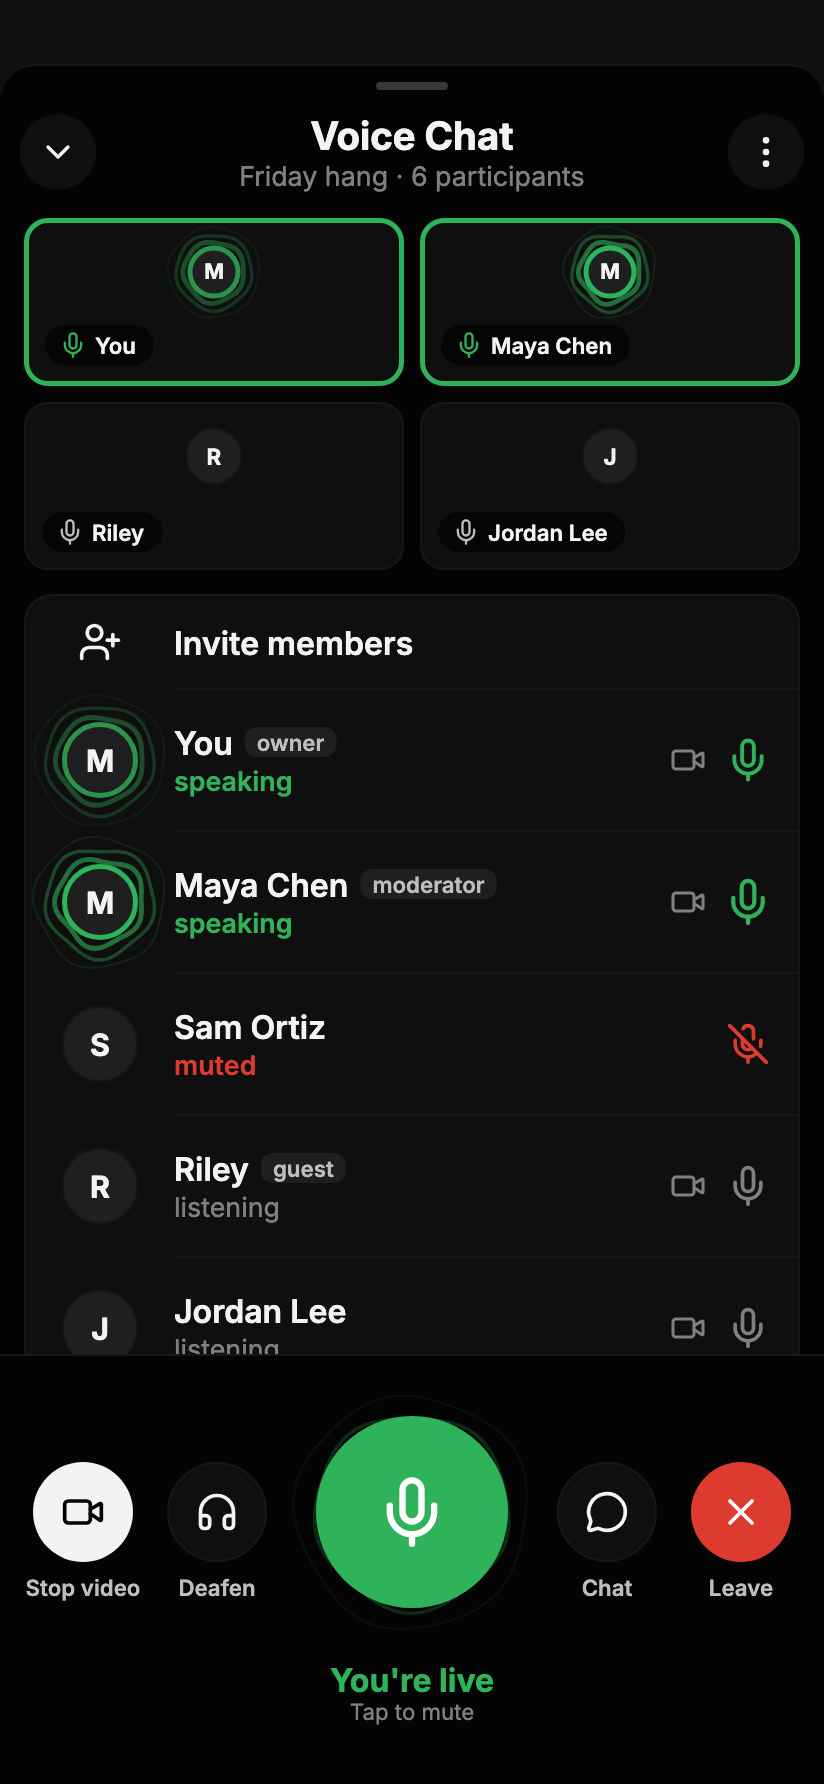 Voice Chat
Friday hang · 6 participants
M
You
M
Maya Chen
R
Riley
J
Jordan Lee
Invite members
M
You owner
speaking
M
Maya Chen moderator
speaking
S
Sam Ortiz
muted
R
Riley guest
listening
J
Jordan Lee
listening
Stop video
Deafen
Chat
Leave
You're live
Tap to mute